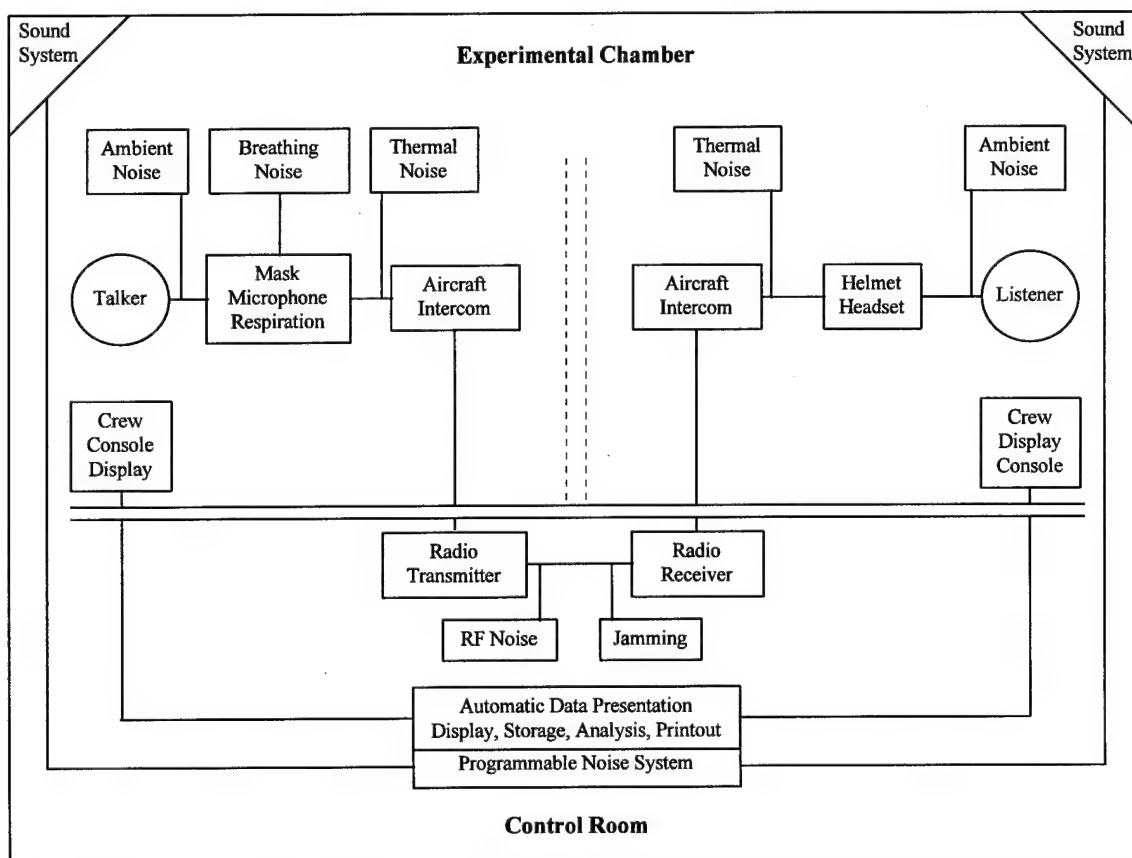 Sound
System
Experimental Chamber
Sound
System
Ambient
Noise
Breathing
Noise
Thermal
Noise
Thermal
Noise
Ambient
Noise
Talker
Mask
Microphone
Respiration
Aircraft
Intercom
Aircraft
Intercom
Helmet
Headset
Listener
Crew
Console
Display
Crew
Display
Console
Radio
Transmitter
Radio
Receiver
RF Noise
Jamming
Automatic Data Presentation
Display, Storage, Analysis, Printout
Programmable Noise System
Control Room